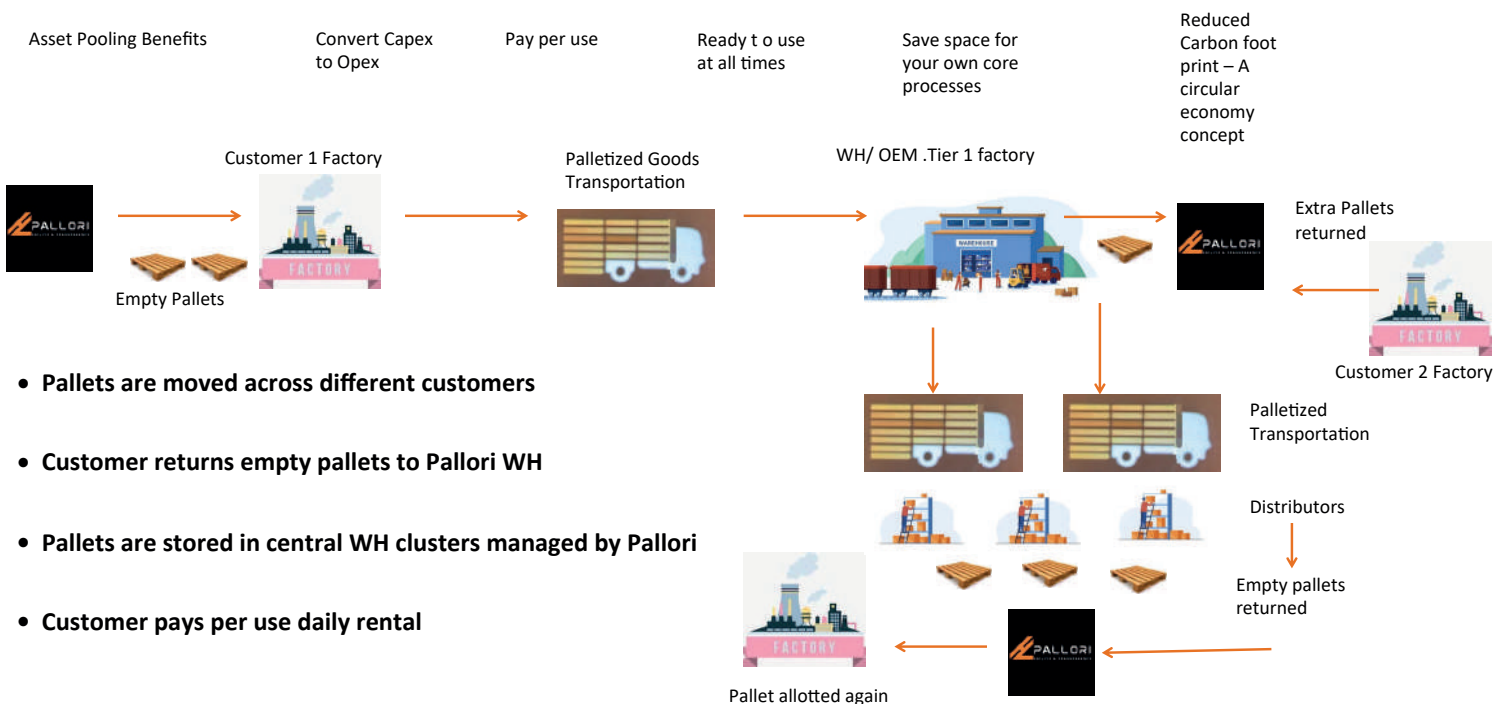 Asset Pooling Benefits
Convert Capex
to Opex
Pay per use
Ready t o use
at all times
Save space for
your own core
processes
Reduced
Carbon foot
print – A
circular
economy
concept
Customer 1 Factory
Palletized Goods
Transportation
WH/ OEM .Tier 1 factory
PALLORI
Empty Pallets
FACTORY
WAREHOUSE
PALLORI
Extra Pallets
returned
FACTORY
Customer 2 Factory
• Pallets are moved across different customers
• Customer returns empty pallets to Pallori WH
• Pallets are stored in central WH clusters managed by Pallori
• Customer pays per use daily rental
Palletized
Transportation
Distributors
Empty pallets
returned
FACTORY
PALLORI
Pallet allotted again